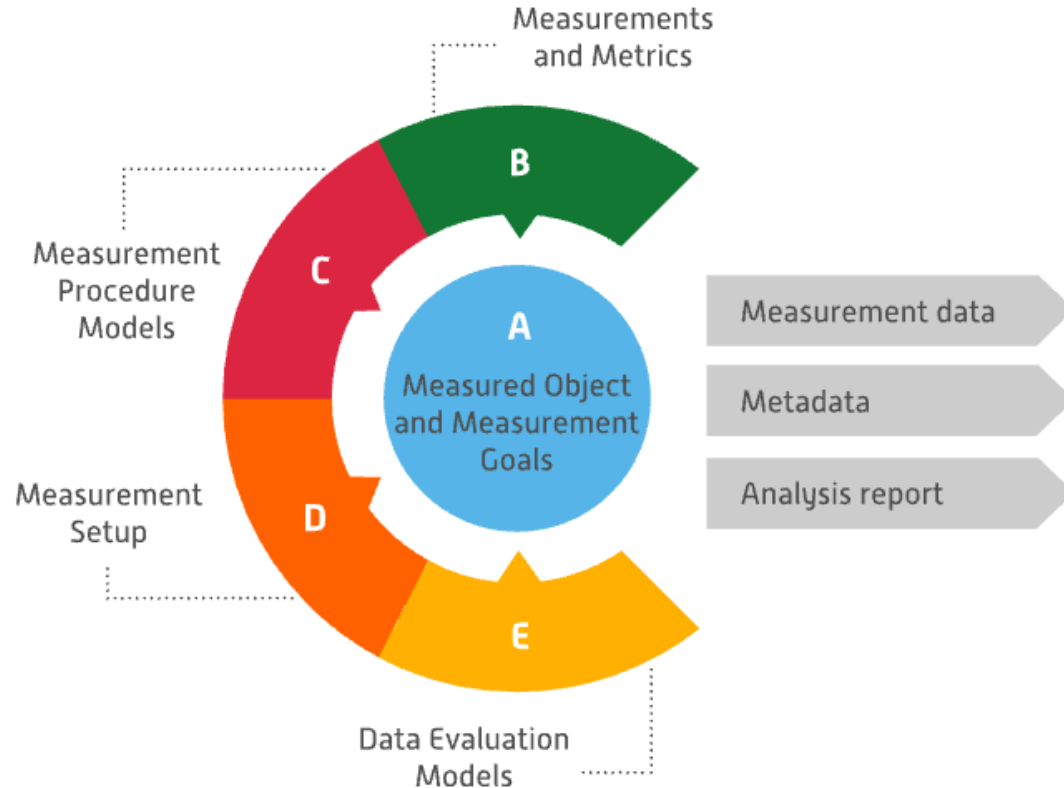 Measurements
and Metrics
B
Measurement
Procedure
Models
C
A
Measured Object
and Measurement
Goals
Measurement data
Metadata
Analysis report
Measurement
Setup
D
E
Data Evaluation
Models